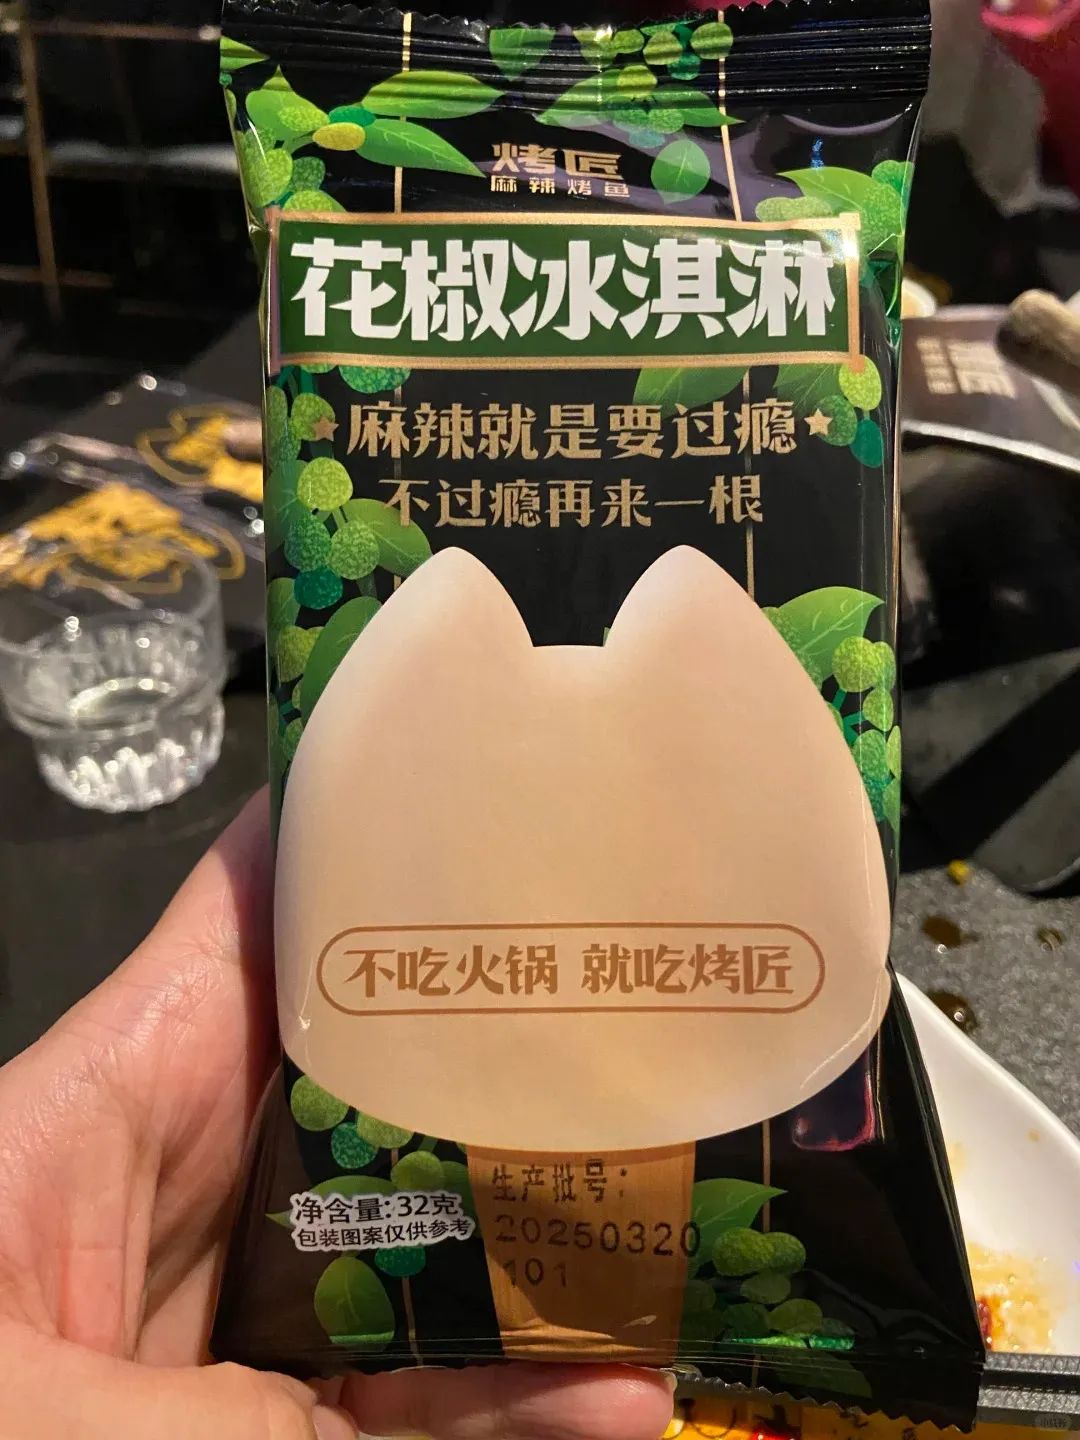 烤匠
麻辣烤鱼
花椒冰淇淋
麻辣就是要过瘾
不过瘾再来一根
不吃火锅 就吃烤匠
净含量:32克
包装图案仅供参考
生产批号:
20250320
101